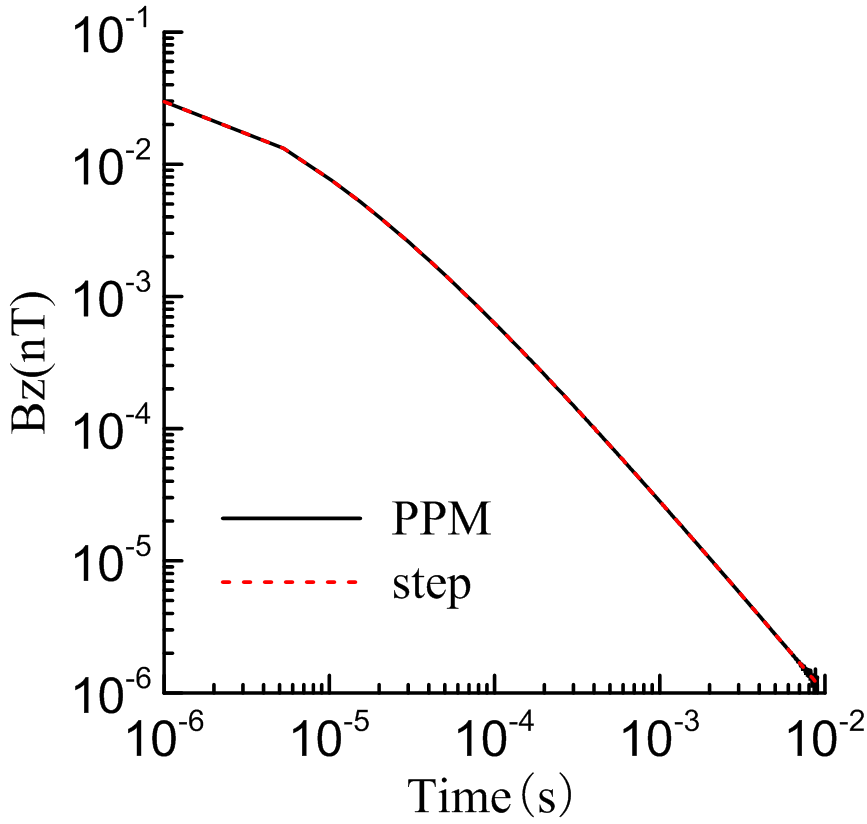 10⁻¹
10⁻²
10⁻³
10⁻⁴
10⁻⁵
10⁻⁶
Bz(nT)
PPM
step
10⁻⁶ 10⁻⁵ 10⁻⁴ 10⁻³ 10⁻²
Time(s)